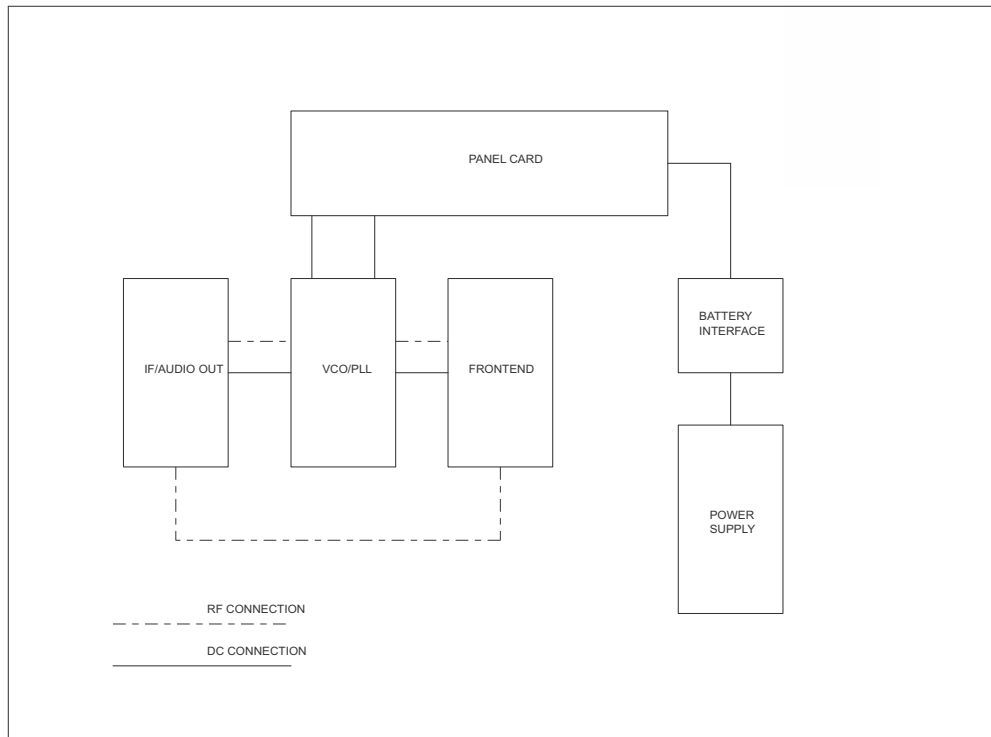 PANEL CARD
IF/AUDIO OUT
VCO/PLL
FRONTEND
BATTERY
INTERFACE
POWER
SUPPLY
RF CONNECTION
DC CONNECTION